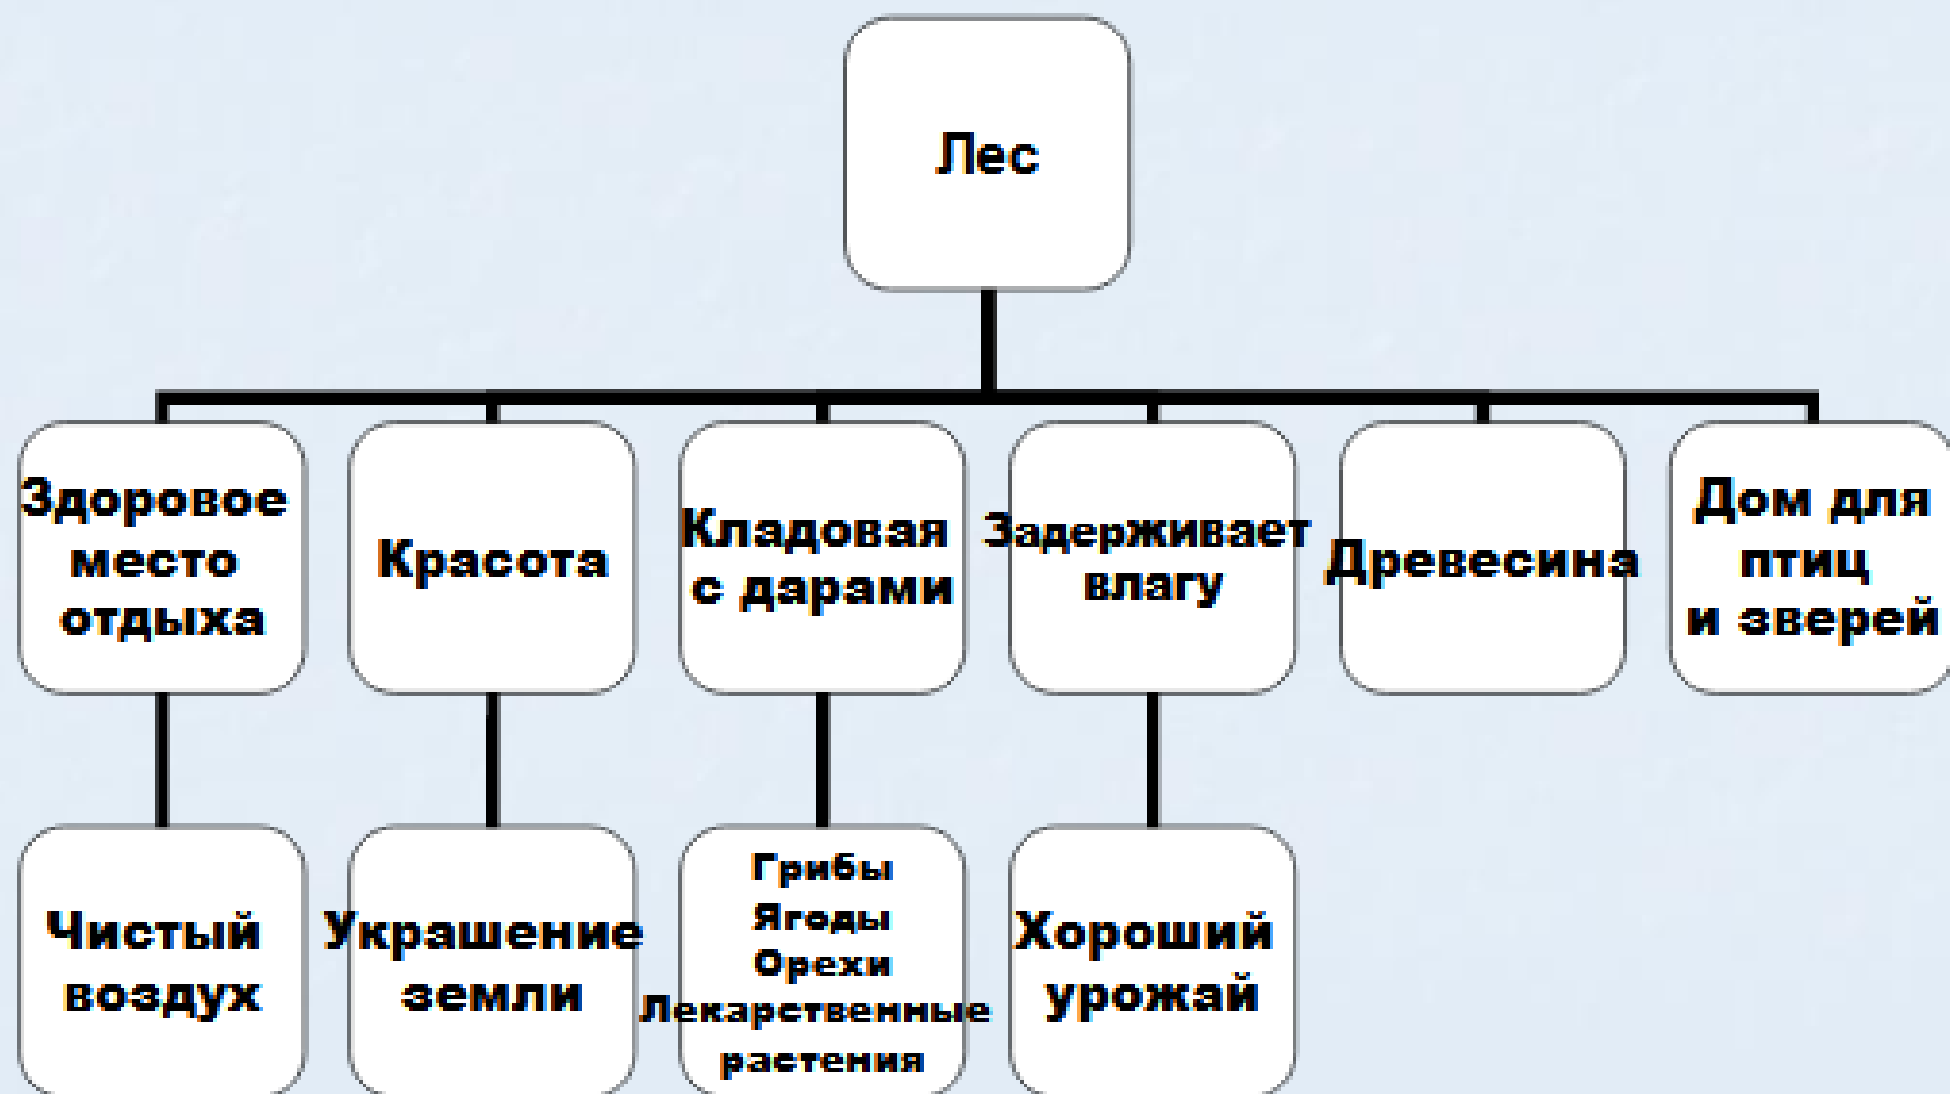 Лес
Здоровое
место
отдыха
Красота
Кладовая
с дарами
Задерживает
влагу
Древесина
Дом для
птиц
и зверей
Чистый
воздух
Украшение
земли
Грибы
Ягоды
Орехи
Лекарственные
растения
Хороший
урожай